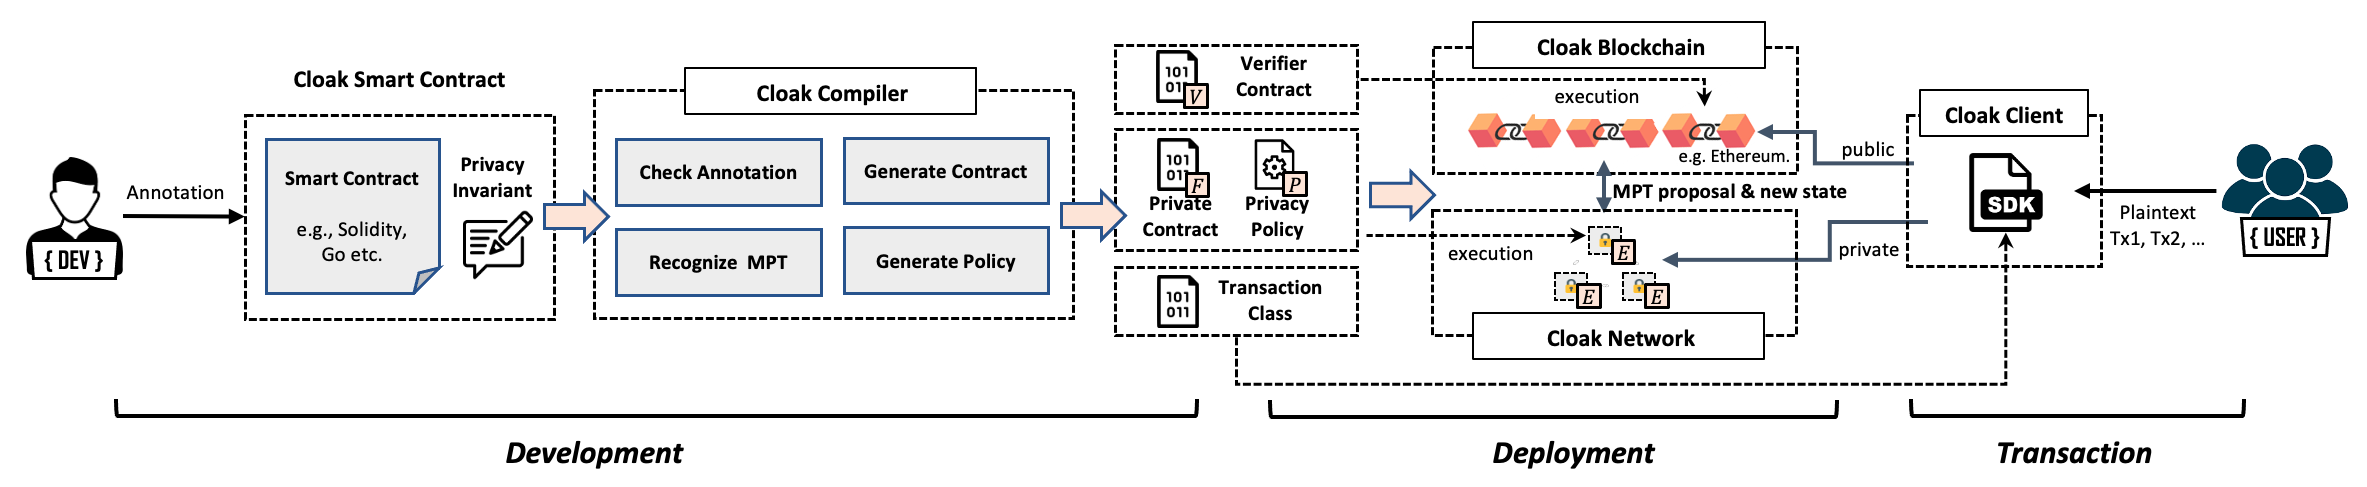 Cloak Smart Contract
{ DEV }
Annotation
Smart Contract
e.g., Solidity,
Go etc.
Privacy
Invariant
Cloak Compiler
Check Annotation
Generate Contract
Recognize MPT
Generate Policy
101
011
V
Verifier
Contract
101
011
F
Private
Contract
P
Privacy
Policy
101
011
Transaction
Class
Cloak Blockchain
execution
e.g. Ethereum.
MPT proposal & new state
execution
E
E
E
Cloak Network
public
private
Cloak Client
SDK
Plaintext
Tx1, Tx2, ...
{ USER }
Development
Deployment
Transaction